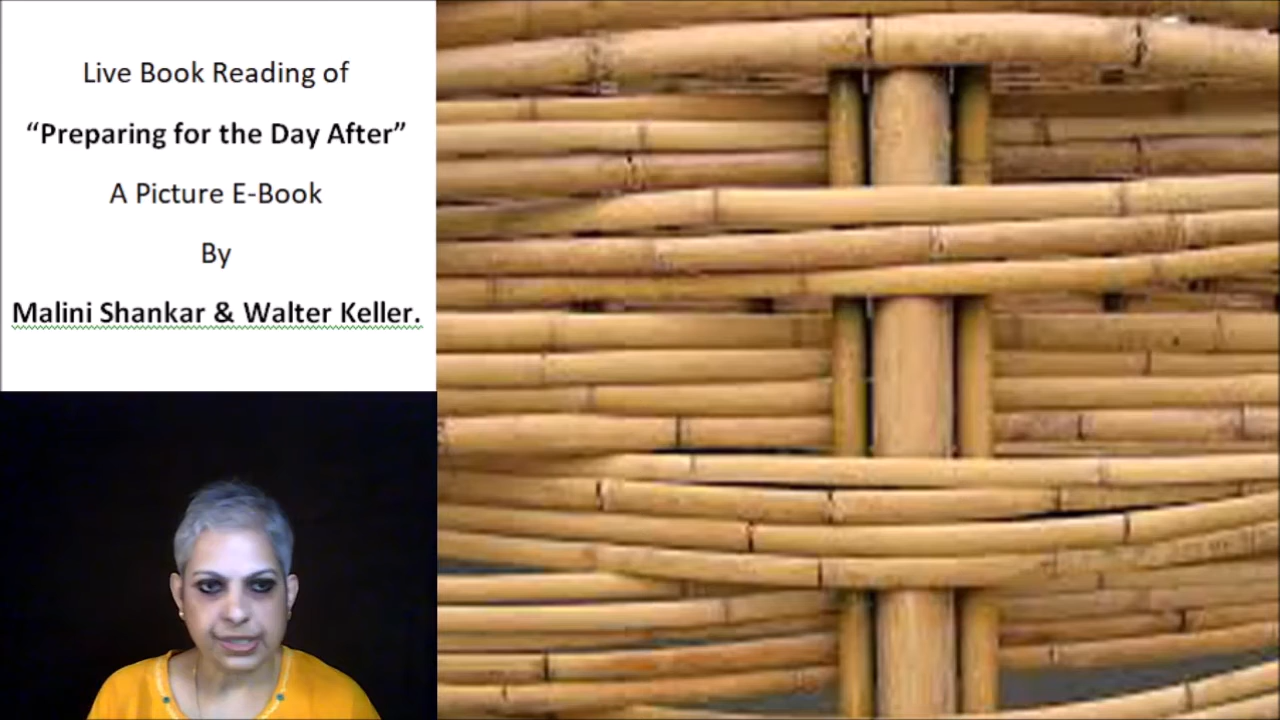 Live Book Reading of
“Preparing for the Day After”
A Picture E-Book
By
Malini Shankar & Walter Keller.